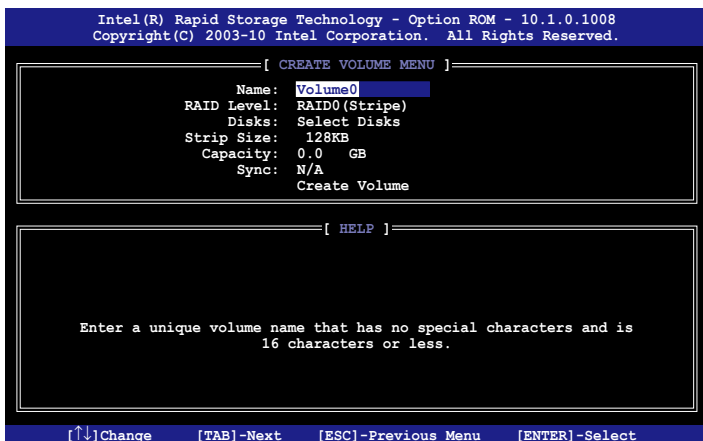 Intel(R) Rapid Storage Technology - Option ROM - 10.1.0.1008
Copyright(C) 2003-10 Intel Corporation. All Rights Reserved.
[ CREATE VOLUME MENU ]
Name: Volume0
RAID Level: RAID0(Stripe)
Disks: Select Disks
Strip Size: 128KB
Capacity: 0.0 GB
Sync: N/A
Create Volume
[ HELP ]
Enter a unique volume name that has no special characters and is
16 characters or less.
[↑↓]Change [TAB]-Next [ESC]-Previous Menu [ENTER]-Select